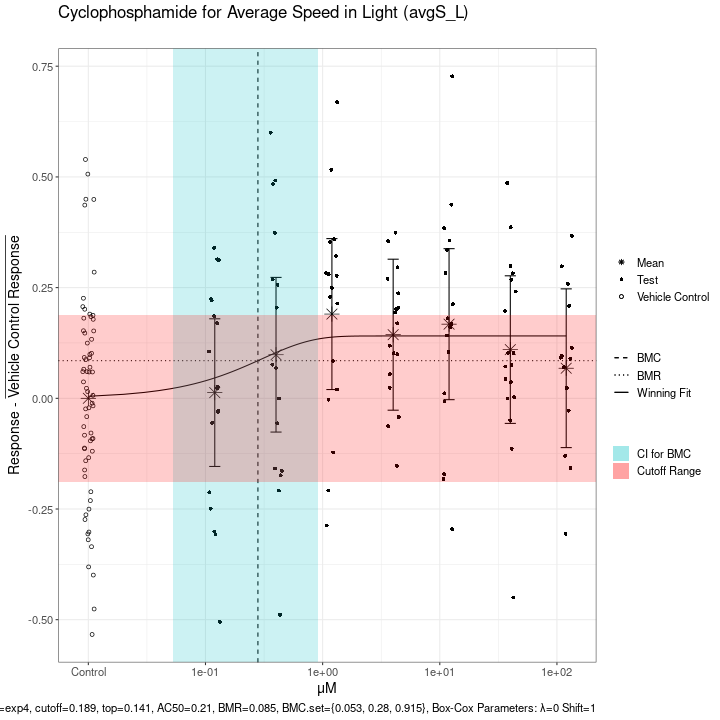 Cyclophosphamide for Average Speed in Light (avgS_L)
Response - Vehicle Control Response
0.75
0.50
0.25
0.00
-0.25
-0.50
Control
1e-01
1e+00
1e+01
1e+02
μM
Mean
Test
Vehicle Control
BMC
BMR
Winning Fit
CI for BMC
Cutoff Range
=exp4, cutoff=0.189, top=0.141, AC50=0.21, BMR=0.085, BMC.set={0.053, 0.28, 0.915}, Box-Cox Parameters: λ=0 Shift=1